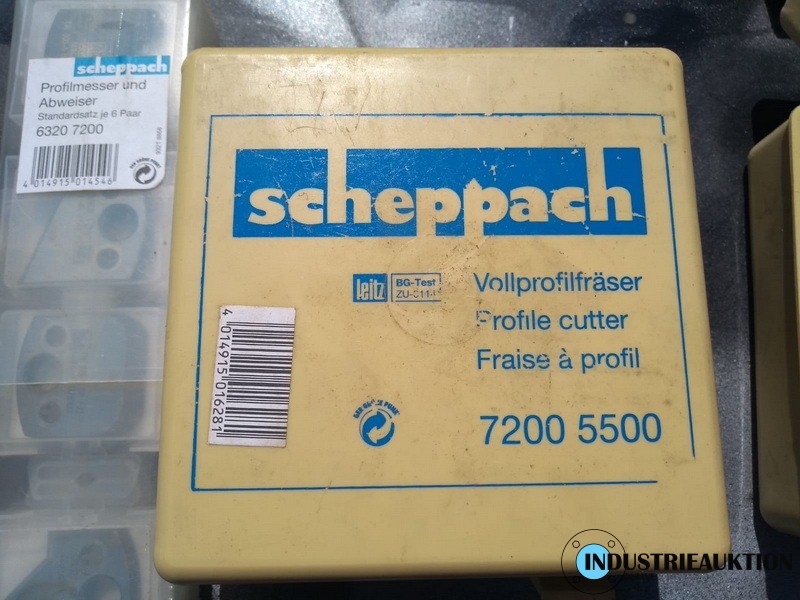 scheppach
Profilmesser und
Abweiser
Standardsatz je 6 Paar
6320 7200
4 014915 014546
scheppach
leitz
BG-Test
Vollprofilfräser
Profile cutter
Fraise à profil
7200 5500
4 014915 016281
INDUSTRIEAUKTION